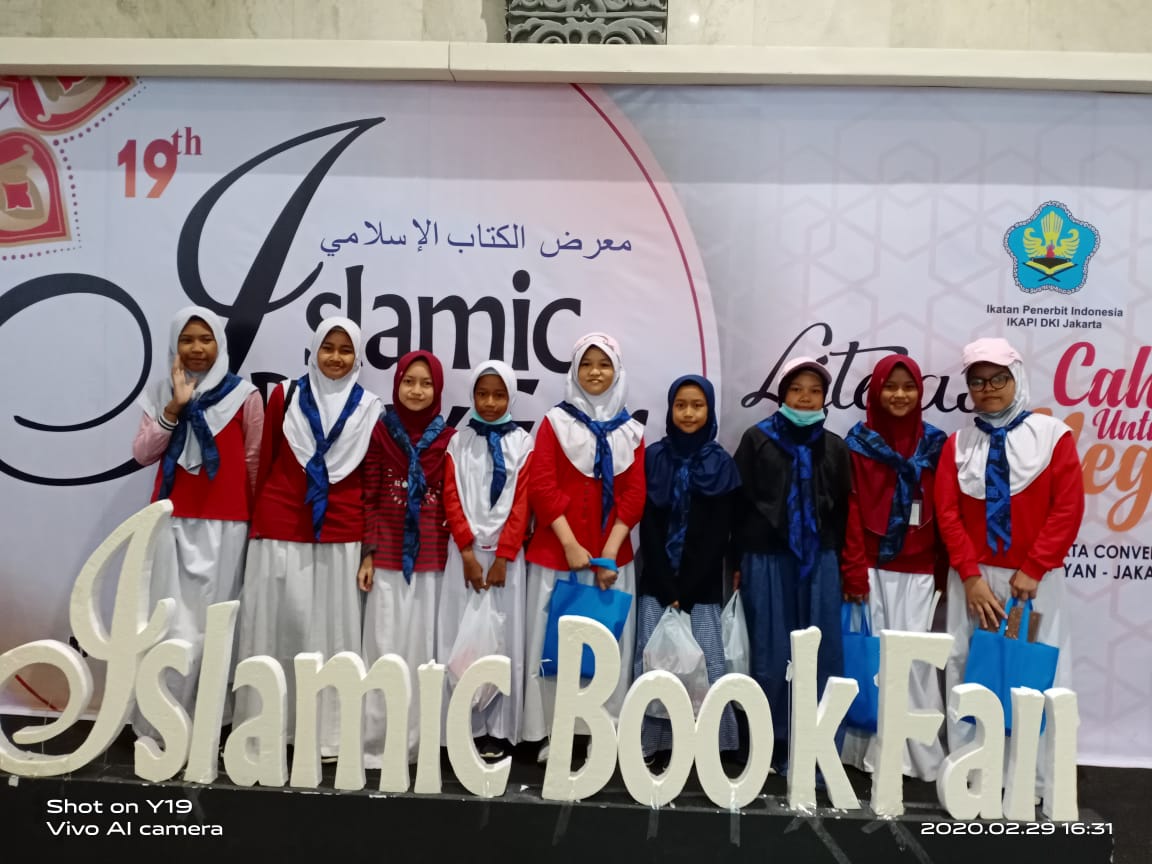 19th
معرض الكتاب الإسلامي
Islamic
Ikatan Penerbit Indonesia
IKAPI DKI Jakarta
Islamic Book Fair
Shot on Y19
Vivo AI camera
2020.02.29 16:31